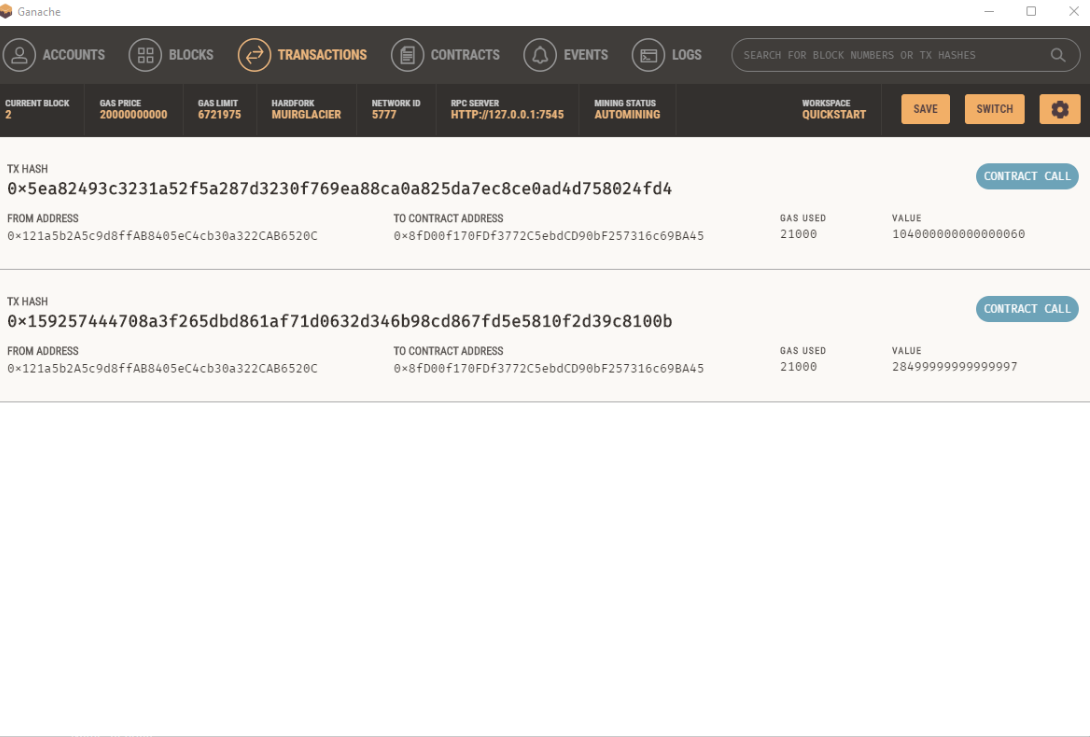 Ganache
ACCOUNTS BLOCKS TRANSACTIONS CONTRACTS EVENTS LOGS SEARCH FOR BLOCK NUMBERS OR TX HASHES
CURRENT BLOCK GAS PRICE GAS LIMIT HARDFORK NETWORK ID RPC SERVER MINING STATUS WORKSPACE
2 20000000000 6721975 MUIRGLACIER 5777 HTTP://127.0.0.1:7545 AUTOMINING QUICKSTART SAVE SWITCH
TX HASH
0×5ea82493c3231a52f5a287d3230f769ea88ca0a825da7ec8ce0ad4d758024fd4 CONTRACT CALL
FROM ADDRESS TO CONTRACT ADDRESS GAS USED VALUE
0×121a5b2A5c9d8ffAB8405eC4cb30a322CAB6520C 0×8fD00f170FDf3772C5ebdCD90bF257316c69BA45 21000 104000000000000060
TX HASH
0×159257444708a3f265dbd861af71d0632d346b98cd867fd5e5810f2d39c8100b CONTRACT CALL
FROM ADDRESS TO CONTRACT ADDRESS GAS USED VALUE
0×121a5b2A5c9d8ffAB8405eC4cb30a322CAB6520C 0×8fD00f170FDf3772C5ebdCD90bF257316c69BA45 21000 28499999999999997